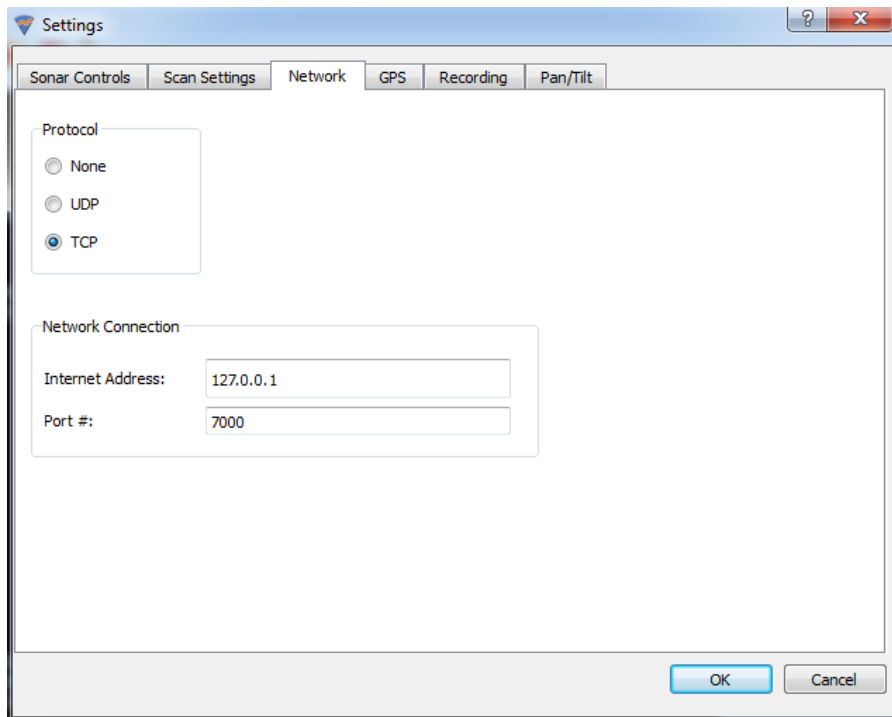 Settings
Sonar Controls Scan Settings Network GPS Recording Pan/Tilt
Protocol
None
UDP
TCP
Network Connection
Internet Address: 127.0.0.1
Port #: 7000
OK Cancel